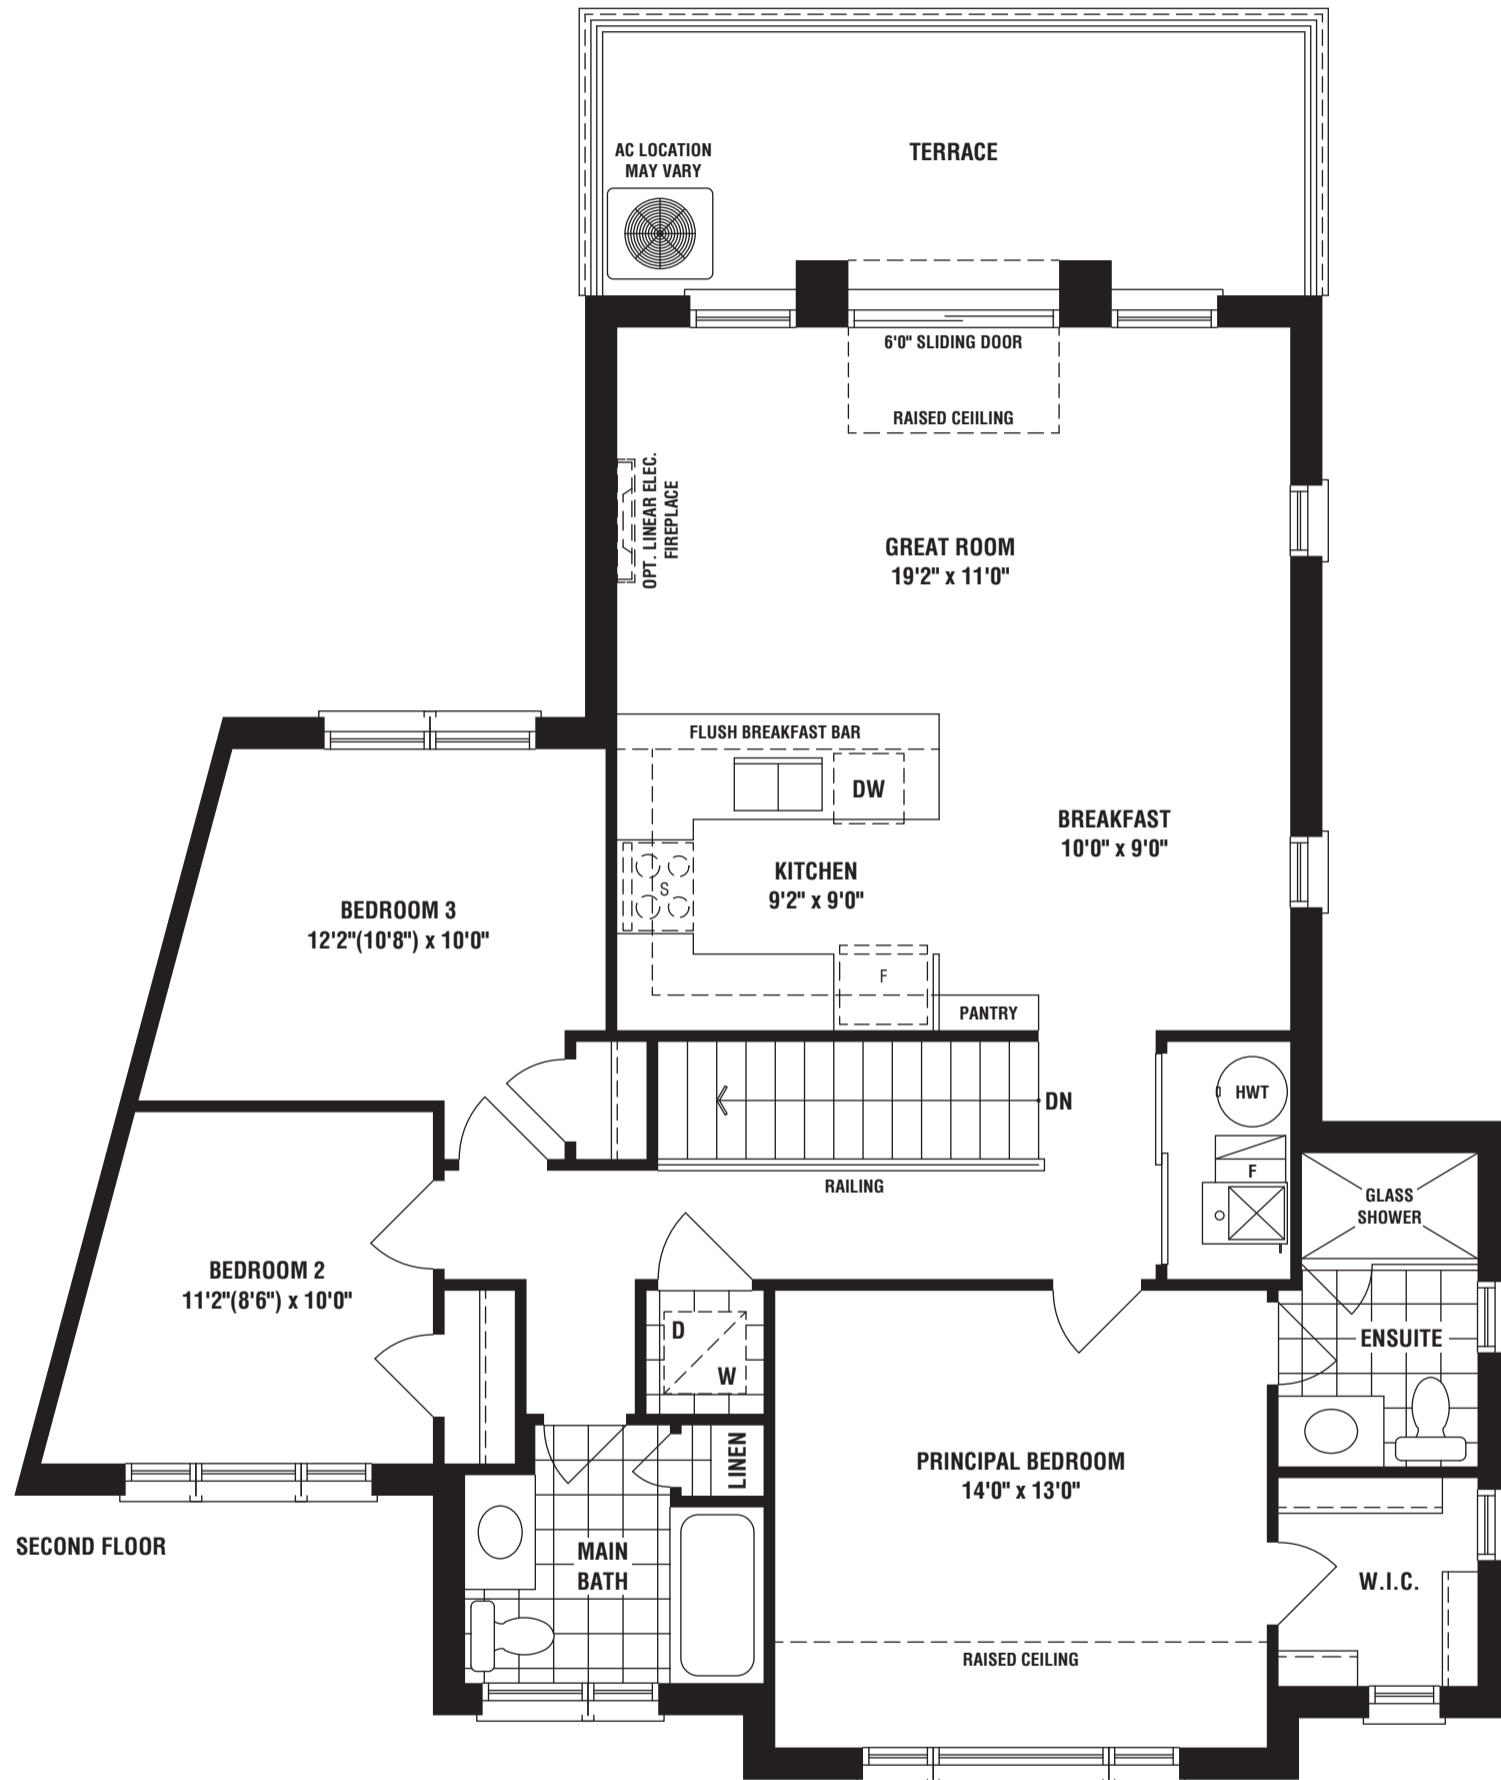 AC LOCATION
MAY VARY
TERRACE
6'0" SLIDING DOOR
RAISED CEIILING
OPT. LINEAR ELEC.
FIREPLACE
GREAT ROOM
19'2" x 11'0"
FLUSH BREAKFAST BAR
DW
BREAKFAST
10'0" x 9'0"
KITCHEN
9'2" x 9'0"
S
BEDROOM 3
12'2"(10'8") x 10'0"
F
PANTRY
DN
HWT
F
RAILING
GLASS
SHOWER
BEDROOM 2
11'2"(8'6") x 10'0"
D
W
ENSUITE
LINEN
PRINCIPAL BEDROOM
14'0" x 13'0"
SECOND FLOOR
MAIN
BATH
W.I.C.
RAISED CEILING